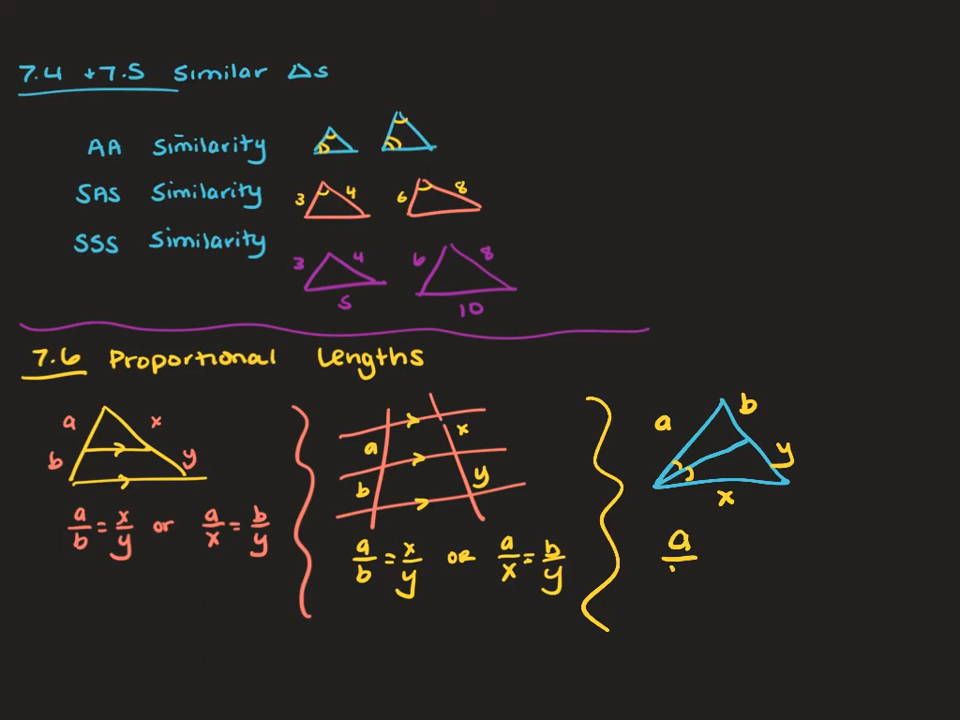 7.4 + 7.5 Similar Δs
AA Similarity
SAS Similarity 3 4 6 8
SSS Similarity
3 4 6 8
5 10
7.6 Proportional Lengths
a x
b y
a/b = x/y or a/x = b/y
a x
b y
a/b = x/y OR a/x = b/y
a b
y
x
a